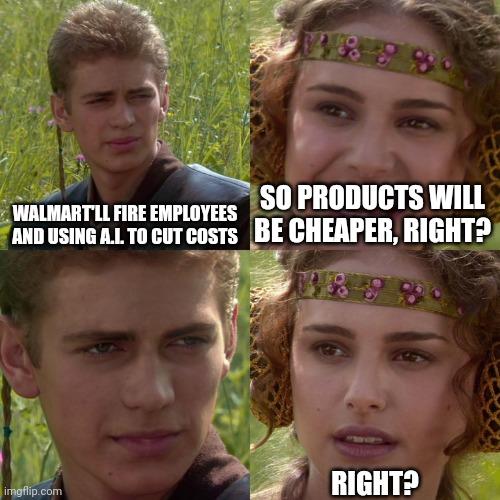 WALMART'LL FIRE EMPLOYEES
AND USING A.I. TO CUT COSTS
SO PRODUCTS WILL
BE CHEAPER, RIGHT?
RIGHT?
imgflip.com